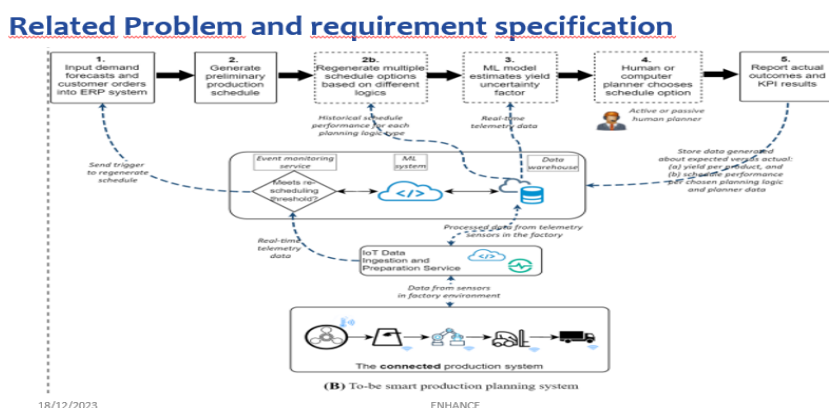 Related Problem and requirement specification
1.
Input demand
forecasts and
customer orders
into ERP system
2.
Generate
preliminary
production
schedule
2b.
Regenerate multiple
schedule options
based on different
logics
3.
ML model
estimates yield
uncertainty
factor
4.
Human or
computer
planner chooses
schedule option
5.
Report actual
outcomes and
KPI results
Historical schedule
performance for each
planning logic type
Real-time
telemetry data
Active or passive
human planner
Send trigger
to regenerate
schedule
Event monitoring
service
ML
system
Data
warehouse
Meets re-
scheduling
threshold?
Store data generated
about expected versus actual:
(a) yield per product, and
(b) schedule performance
per chosen planning logic
and planner data
Real-time
telemetry
data
Processed data from telemetry
sensors in the factory
IoT Data
Ingestion and
Preparation Service
Data from sensors
in factory environment
The connected production system
(B) To-be smart production planning system
18/12/2023
ENHANCE